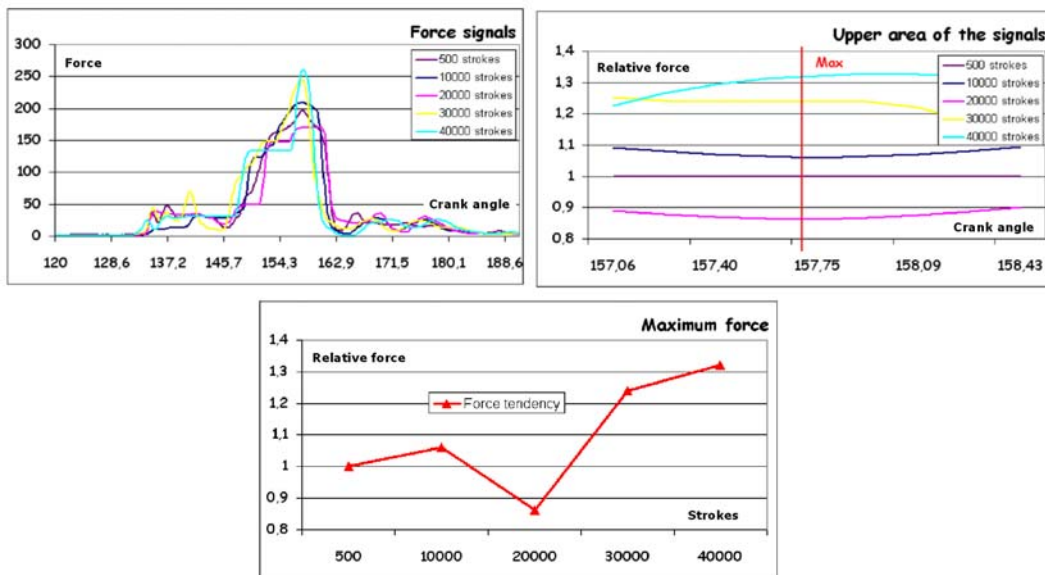 Force signals
300
250
200
150
100
50
0
Force
500 strokes
10000 strokes
20000 strokes
30000 strokes
40000 strokes
Crank angle
120 128,6 137,2 145,7 154,3 162,9 171,5 180,1 188,6
Upper area of the signals
1,4
1,3
1,2
1,1
1
0,9
0,8
Relative force
Max
500 strokes
10000 strokes
20000 strokes
30000 strokes
40000 strokes
Crank angle
157,06 157,40 157,75 158,09 158,43
Maximum force
1,4
1,3
1,2
1,1
1
0,9
0,8
Relative force
Force tendency
Strokes
500 10000 20000 30000 40000